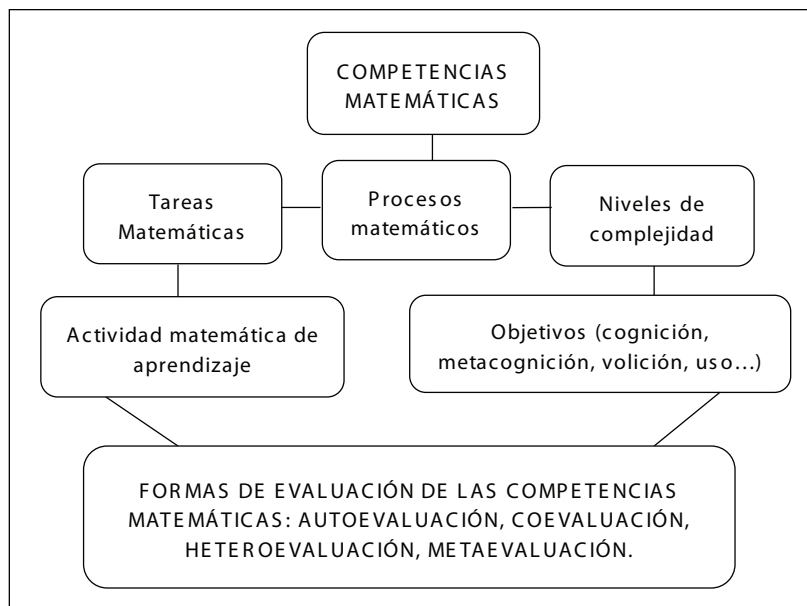 COMPETENCIAS
MATEMÁTICAS
Tareas
Matemáticas
Procesos
matemáticos
Niveles de
complejidad
Actividad matemática de
aprendizaje
Objetivos (cognición,
metacognición, volición, uso...)
FORMAS DE EVALUACIÓN DE LAS COMPETENCIAS
MATEMÁTICAS: AUTOEVALUACIÓN, COEVALUACIÓN,
HETEROEVALUACIÓN, METAEVALUACIÓN.